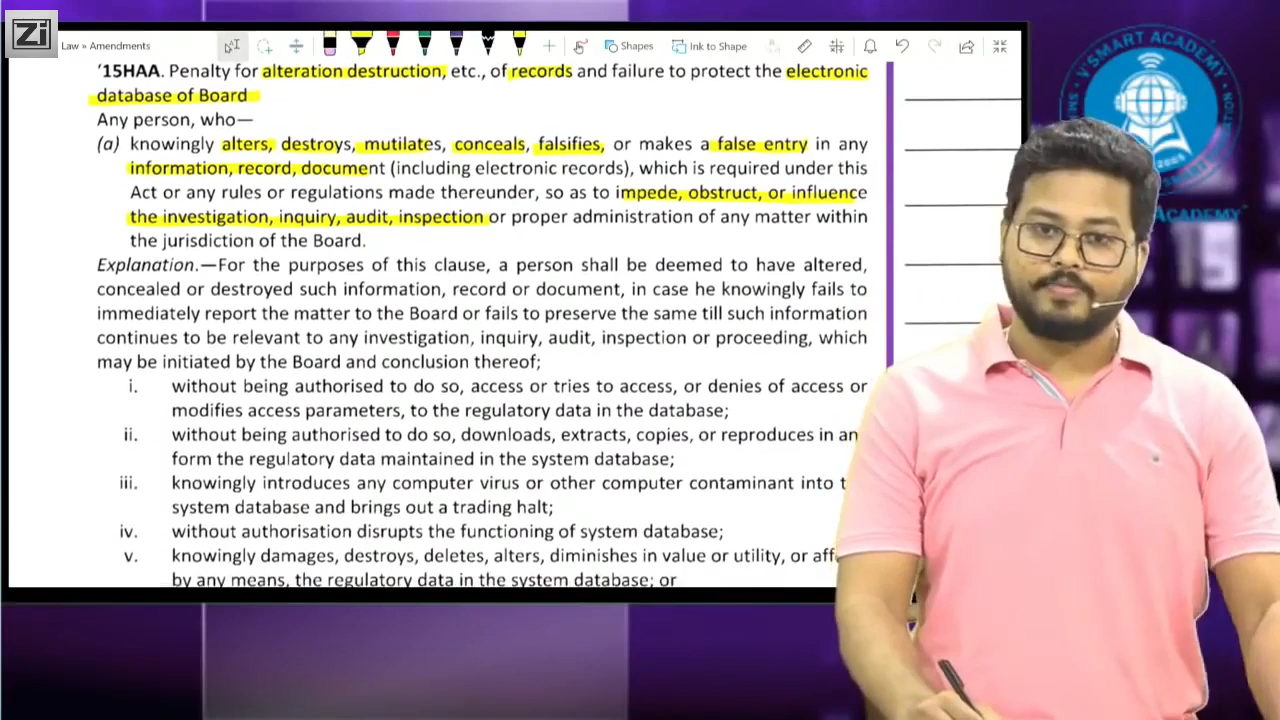 Zi
Law » Amendments
Shapes
Ink to Shape
‘15HAA. Penalty for alteration destruction, etc., of records and failure to protect the electronic
database of Board
Any person, who—
(a) knowingly alters, destroys, mutilates, conceals, falsifies, or makes a false entry in any
information, record, document (including electronic records), which is required under this
Act or any rules or regulations made thereunder, so as to impede, obstruct, or influence
the investigation, inquiry, audit, inspection or proper administration of any matter within
the jurisdiction of the Board.
Explanation.—For the purposes of this clause, a person shall be deemed to have altered,
concealed or destroyed such information, record or document, in case he knowingly fails to
immediately report the matter to the Board or fails to preserve the same till such information
continues to be relevant to any investigation, inquiry, audit, inspection or proceeding, which
may be initiated by the Board and conclusion thereof;
i. without being authorised to do so, access or tries to access, or denies of access or
modifies access parameters, to the regulatory data in the database;
ii. without being authorised to do so, downloads, extracts, copies, or reproduces in an
form the regulatory data maintained in the system database;
iii. knowingly introduces any computer virus or other computer contaminant into t
system database and brings out a trading halt;
iv. without authorisation disrupts the functioning of system database;
v. knowingly damages, destroys, deletes, alters, diminishes in value or utility, or aff
by any means, the regulatory data in the system database; or
V'SMART ACADEMY
ACADEMY